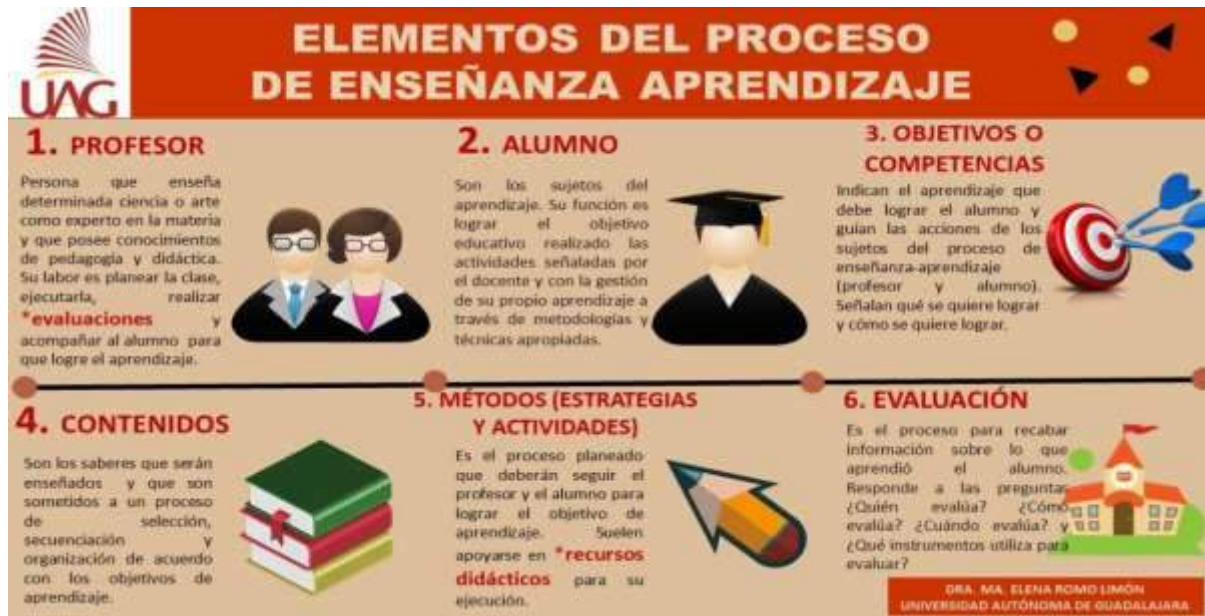 UAG
ELEMENTOS DEL PROCESO
DE ENSEÑANZA APRENDIZAJE
1. PROFESOR
Persona que enseña
determinada ciencia o arte
como experto en la materia
y que posee conocimientos
de pedagogía y didáctica.
Su labor es planear la clase,
ejecutarla, realizar
*evaluaciones y
acompañar al alumno para
que logre el aprendizaje.
2. ALUMNO
Son los sujetos del
aprendizaje. Su función es
lograr el objetivo
educativo realizado las
actividades señaladas por
el docente y con la gestión
de su propio aprendizaje a
través de metodologías y
técnicas apropiadas.
3. OBJETIVOS O
COMPETENCIAS
Indican el aprendizaje que
debe lograr el alumno y
guían las acciones de los
sujetos del proceso de
enseñanza-aprendizaje
(profesor y alumno).
Señalan qué se quiere lograr
y cómo se quiere lograr.
4. CONTENIDOS
Son los saberes que serán
enseñados y que son
sometidos a un proceso
de selección,
secuenciación y
organización de acuerdo
con los objetivos de
aprendizaje.
5. MÉTODOS (ESTRATEGIAS
Y ACTIVIDADES)
Es el proceso planeado
que deberán seguir el
profesor y el alumno para
lograr el objetivo de
aprendizaje. Suelen
apoyarse en *recursos
didácticos para su
ejecución.
6. EVALUACIÓN
Es el proceso para recabar
información sobre lo que
aprendió el alumno.
Responde a las preguntas
¿Quién evalúa? ¿Cómo
evalúa? ¿Cuándo evalúa? y
¿Qué instrumentos utiliza para
evaluar?
DRA. MA. ELENA ROMO LIMÓN
UNIVERSIDAD AUTÓNOMA DE GUADALAJARA